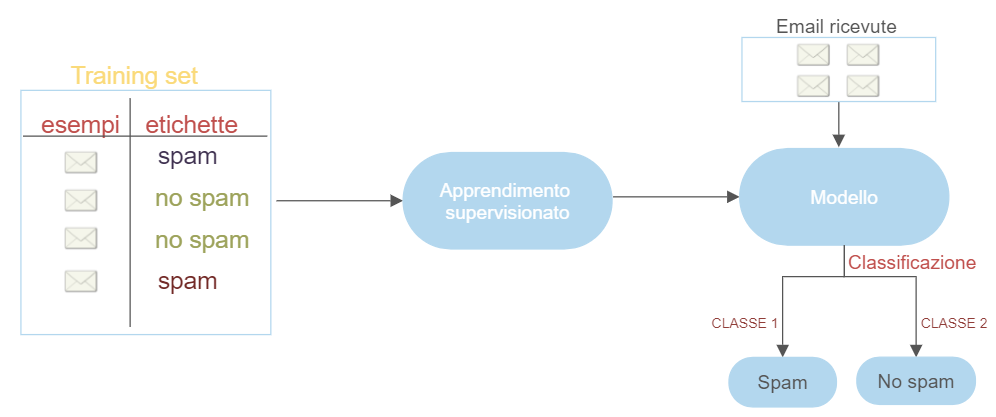 Email ricevute
Training set
esempi etichette
spam
no spam
no spam
spam
Apprendimento
supervisionato
Modello
Classificazione
CLASSE 1
CLASSE 2
Spam
No spam